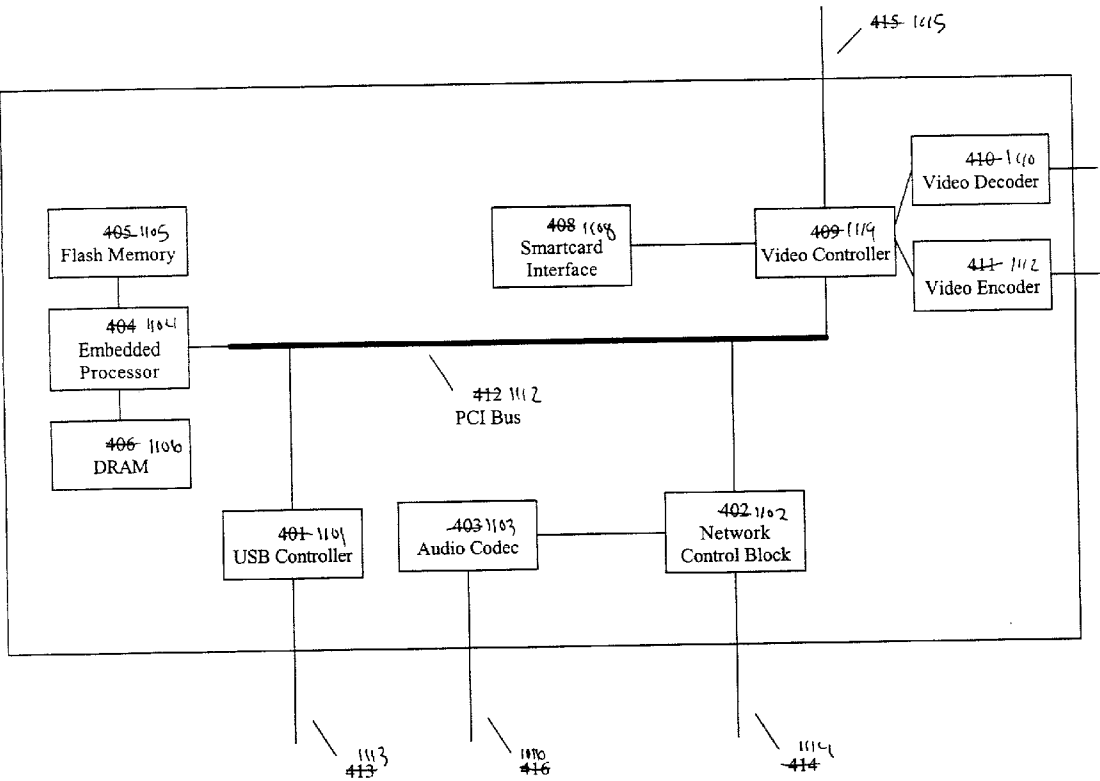 415 1115
410 1110
Video Decoder
405 1105
Flash Memory
408 1108
Smartcard
Interface
409 1119
Video Controller
411 1112
Video Encoder
404 1104
Embedded
Processor
412 1112
PCI Bus
406 1106
DRAM
401 1101
USB Controller
403 1103
Audio Codec
402 1102
Network
Control Block
1113
413
416
1114
414